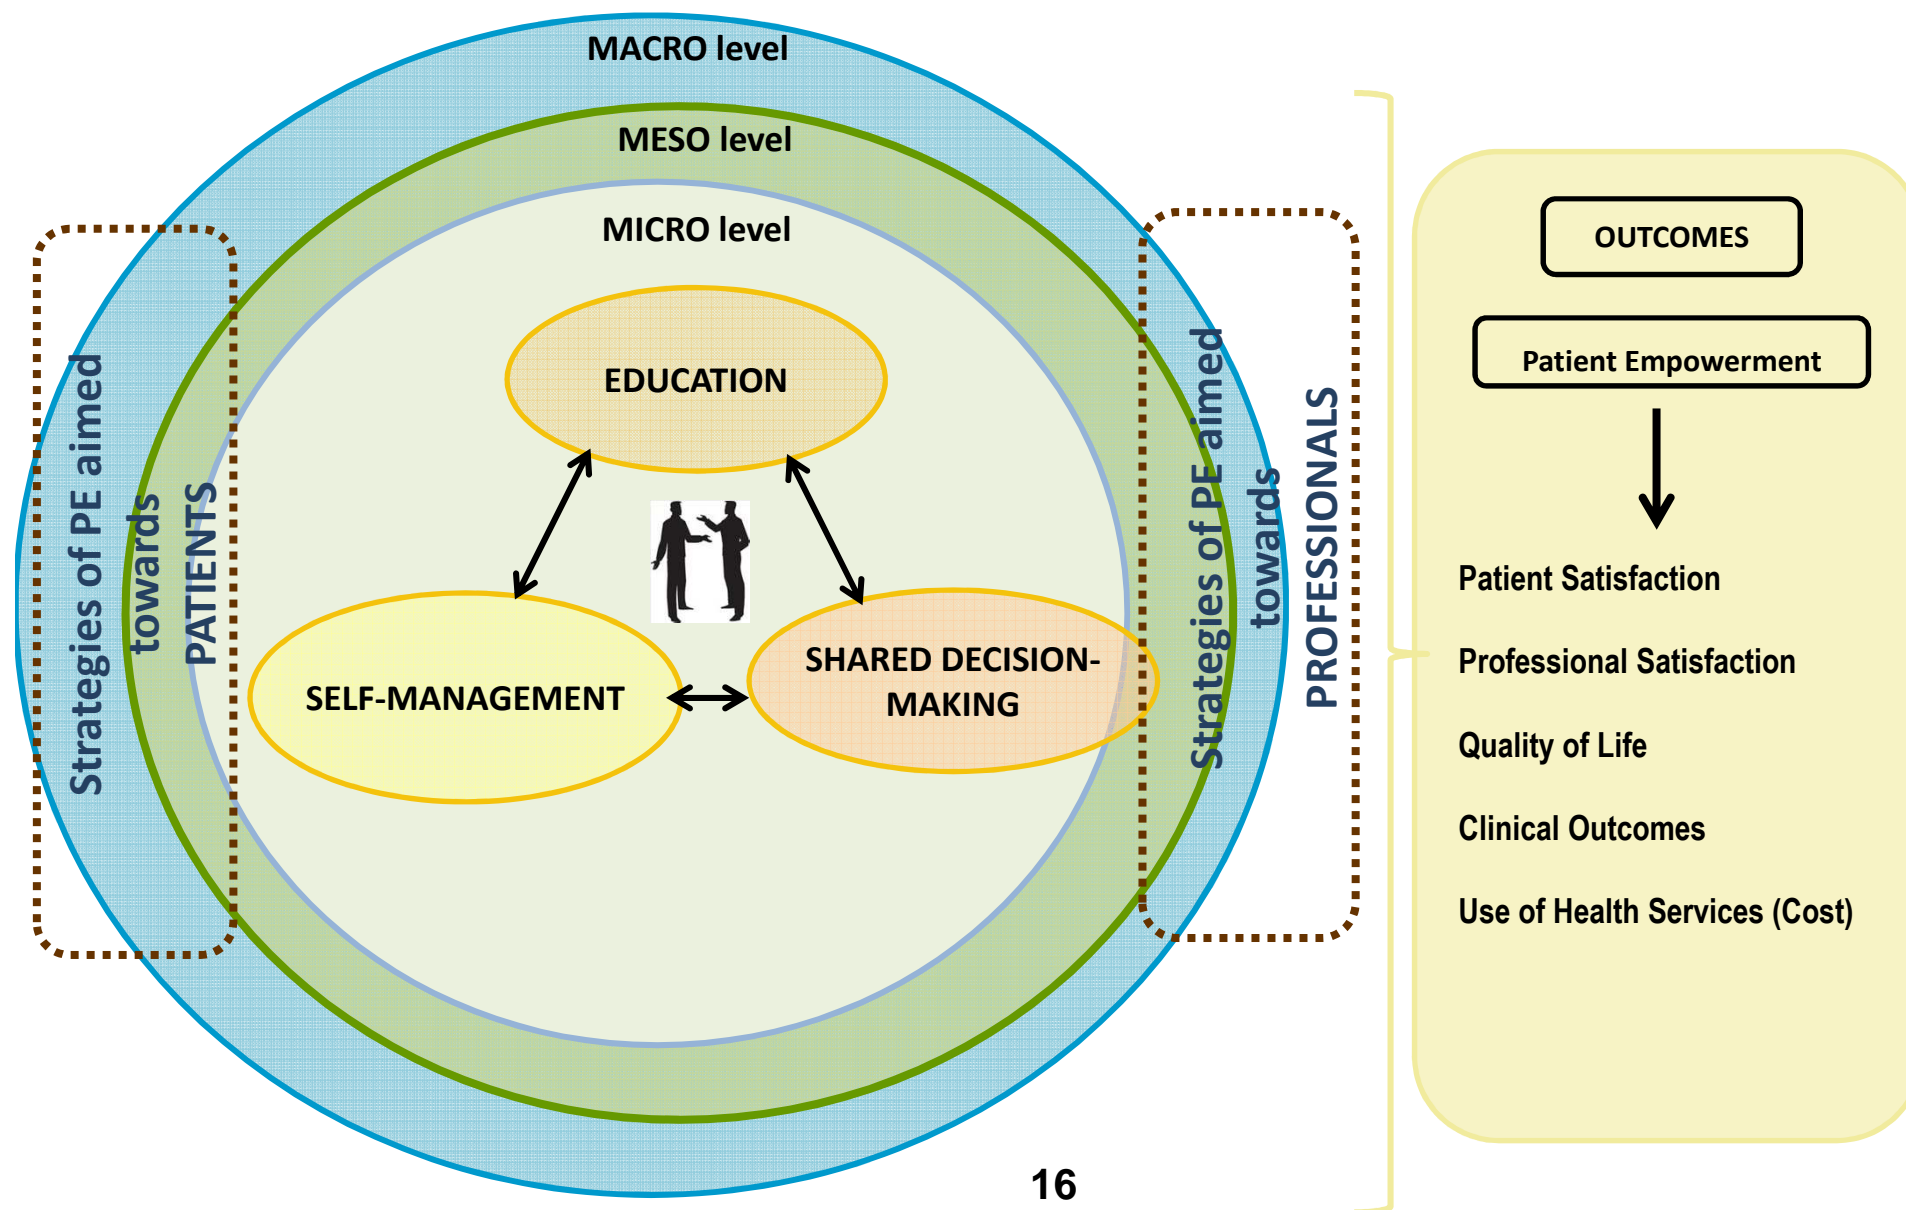 MACRO level
MESO level
MICRO level
EDUCATION
SELF-MANAGEMENT
SHARED DECISION-
MAKING
Strategies of PE aimed
towards
PATIENTS
Strategies of PE aimed
towards
PROFESSIONALS
OUTCOMES
Patient Empowerment
Patient Satisfaction
Professional Satisfaction
Quality of Life
Clinical Outcomes
Use of Health Services (Cost)
16